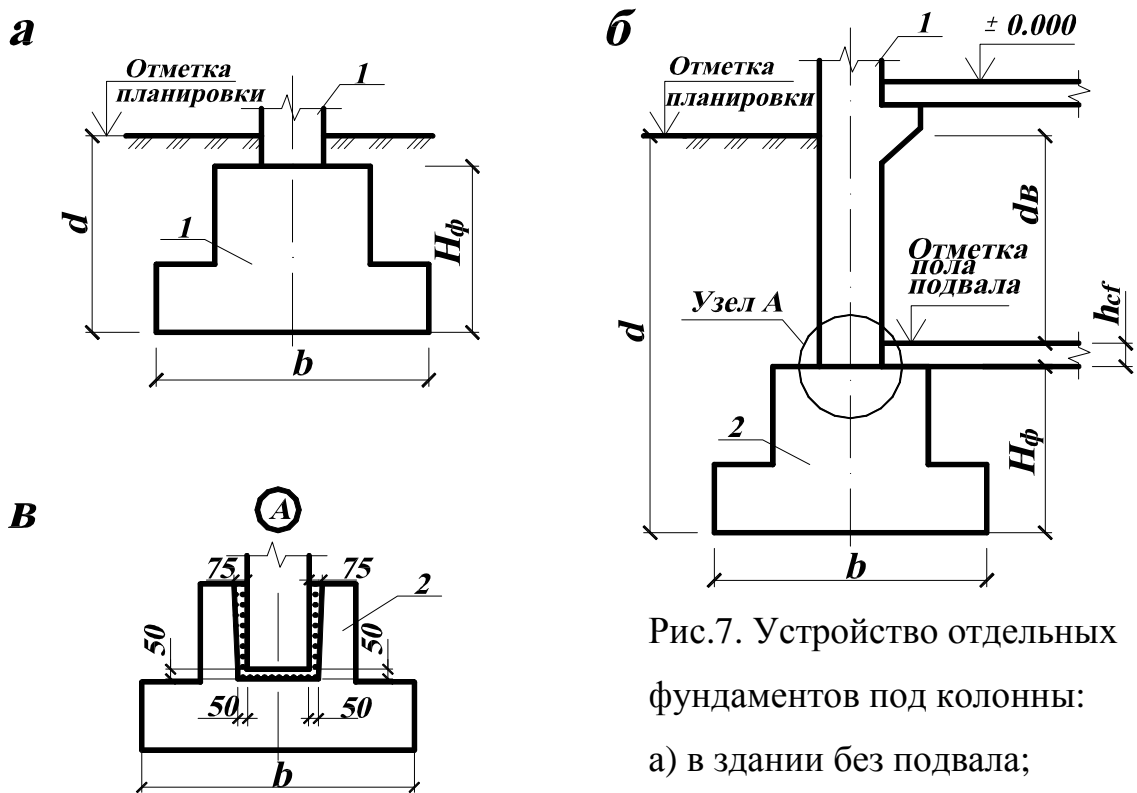 а
Отметка
планировки
1
d
1
Hф
b
б
1
± 0.000
Отметка
планировки
dв
Отметка
пола
подвала
hcf
Узел А
d
2
Hф
b
в
А
75
75
2
50
50
50
50
b
Рис.7. Устройство отдельных
фундаментов под колонны:
а) в здании без подвала;